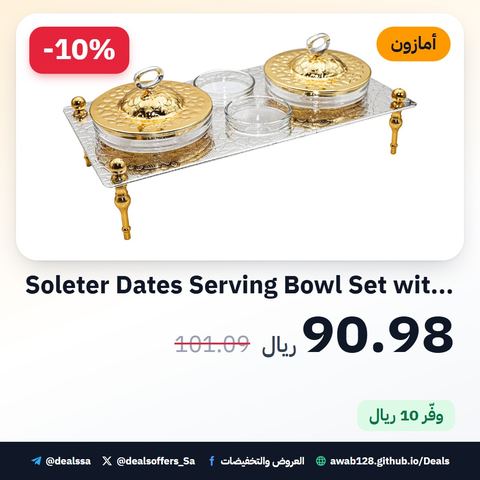 -10%
أمازون
Soleter Dates Serving Bowl Set wit...
90.98 ريال 101.09
وفّر 10 ريال
@dealssa @dealsoffers_Sa العروض والتخفيضات awab128.github.io/Deals